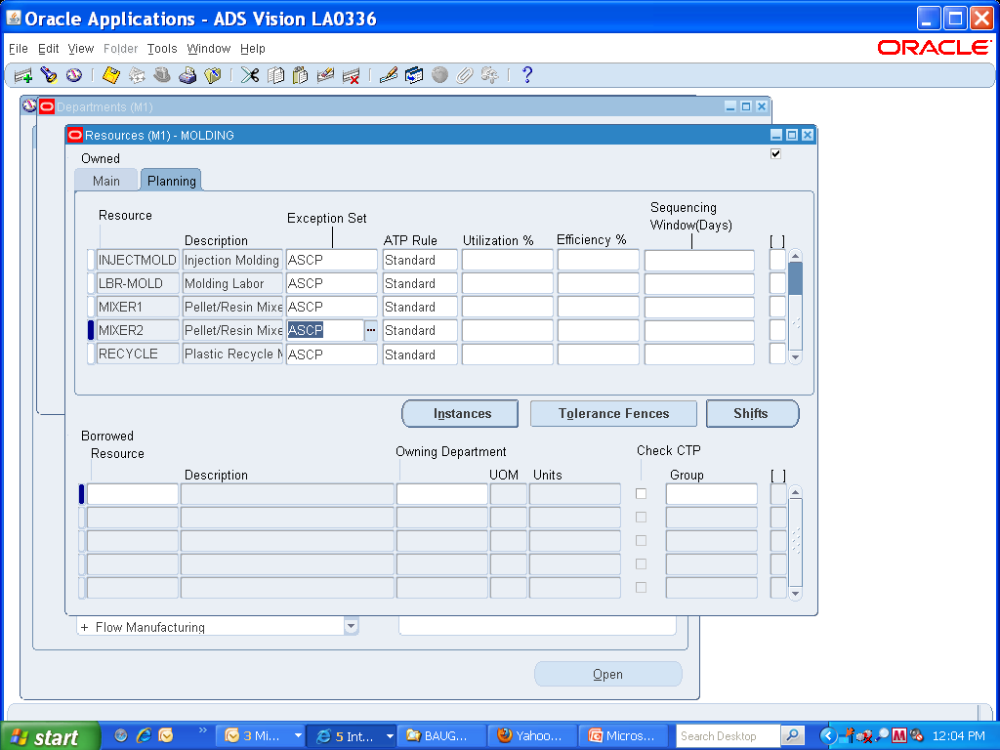 Oracle Applications - ADS Vision LA0336
File Edit View Folder Tools Window Help
ORACLE
Departments (M1)
Resources (M1) - MOLDING
Owned
Main Planning
Resource Description Exception Set ATP Rule Utilization % Efficiency % Sequencing Window(Days) [ ]
INJECTMOLD Injection Molding ASCP Standard
LBR-MOLD Molding Labor ASCP Standard
MIXER1 Pellet/Resin Mixe ASCP Standard
MIXER2 Pellet/Resin Mixe ASCP ... Standard
RECYCLE Plastic Recycle M ASCP Standard
Instances Tolerance Fences Shifts
Borrowed
Resource Description Owning Department UOM Units Check CTP Group [ ]
+ Flow Manufacturing
Open
start » 3 Mi... 5 Int... BAUG... Yahoo... Micros... Search Desktop 12:04 PM